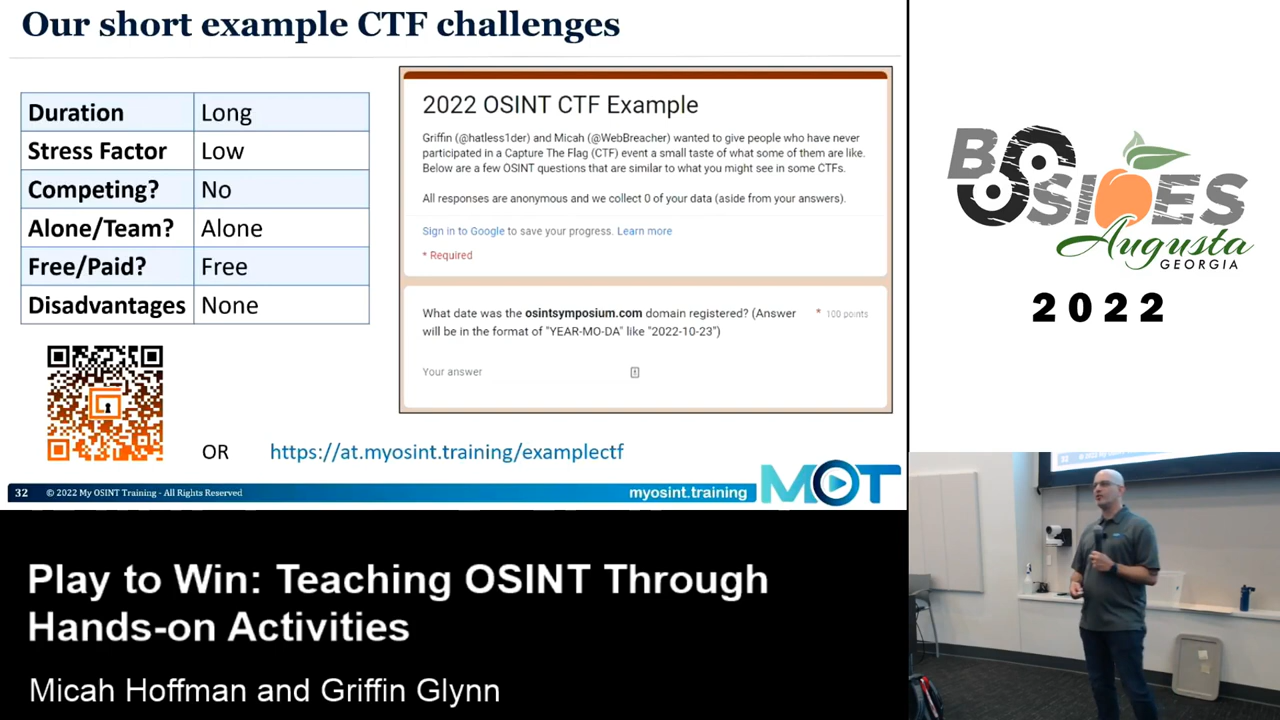 Our short example CTF challenges
Duration Long
Stress Factor Low
Competing? No
Alone/Team? Alone
Free/Paid? Free
Disadvantages None
2022 OSINT CTF Example
Griffin (@hatless1der) and Micah (@WebBreacher) wanted to give people who have never
participated in a Capture The Flag (CTF) event a small taste of what some of them are like.
Below are a few OSINT questions that are similar to what you might see in some CTFs.
All responses are anonymous and we collect 0 of your data (aside from your answers).
Sign in to Google to save your progress. Learn more
* Required
What date was the osintsymposium.com domain registered? (Answer * 100 points
will be in the format of "YEAR-MO-DA" like "2022-10-23")
Your answer
OR https://at.myosint.training/examplectf
32 © 2022 My OSINT Training - All Rights Reserved myosint.training MOT
BSIDES
Augusta
GEORGIA
2022
Play to Win: Teaching OSINT Through
Hands-on Activities
Micah Hoffman and Griffin Glynn